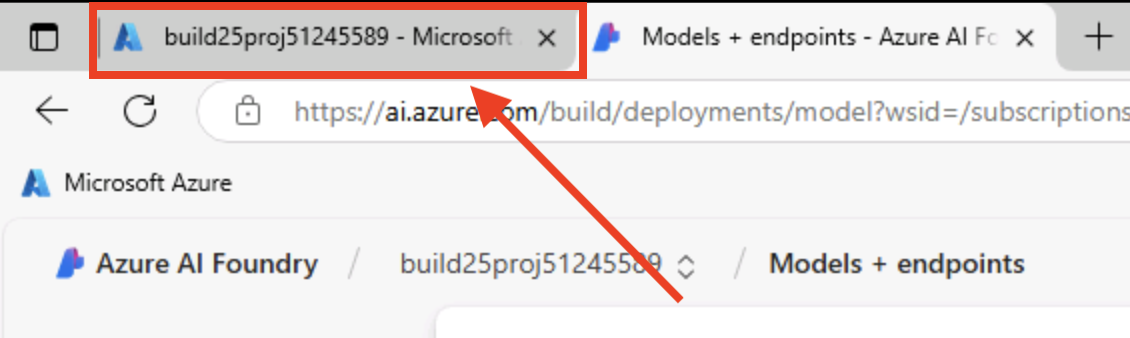 build25proj51245589 - Microsoft
Models + endpoints - Azure AI Fo
https://ai.azure.com/build/deployments/model?wsid=/subscriptions
Microsoft Azure
Azure AI Foundry / build25proj51245589 / Models + endpoints